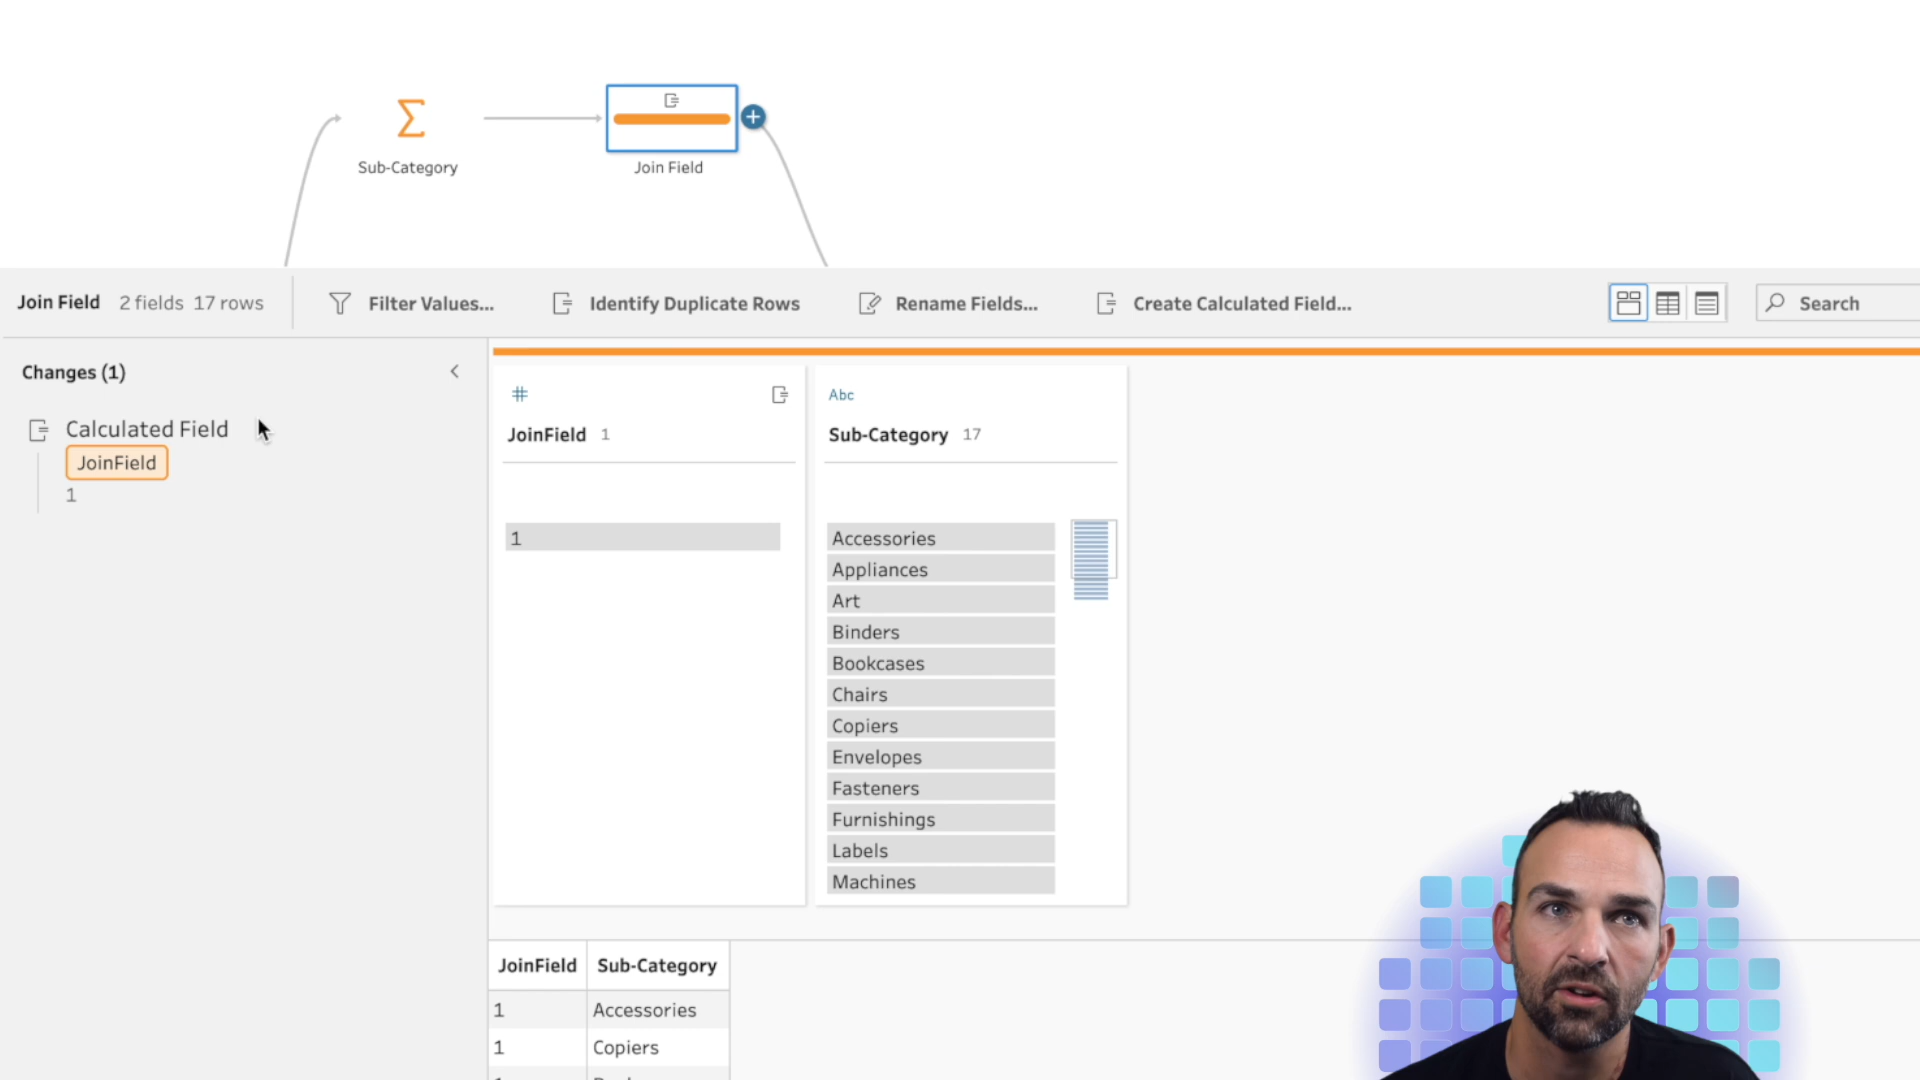 Sub-Category
Join Field
Join Field 2 fields 17 rows
Filter Values...
Identify Duplicate Rows
Rename Fields...
Create Calculated Field...
Search
Changes (1)
Calculated Field
JoinField
1
#
JoinField 1
1
Abc
Sub-Category 17
Accessories
Appliances
Art
Binders
Bookcases
Chairs
Copiers
Envelopes
Fasteners
Furnishings
Labels
Machines
JoinField Sub-Category
1 Accessories
1 Copiers